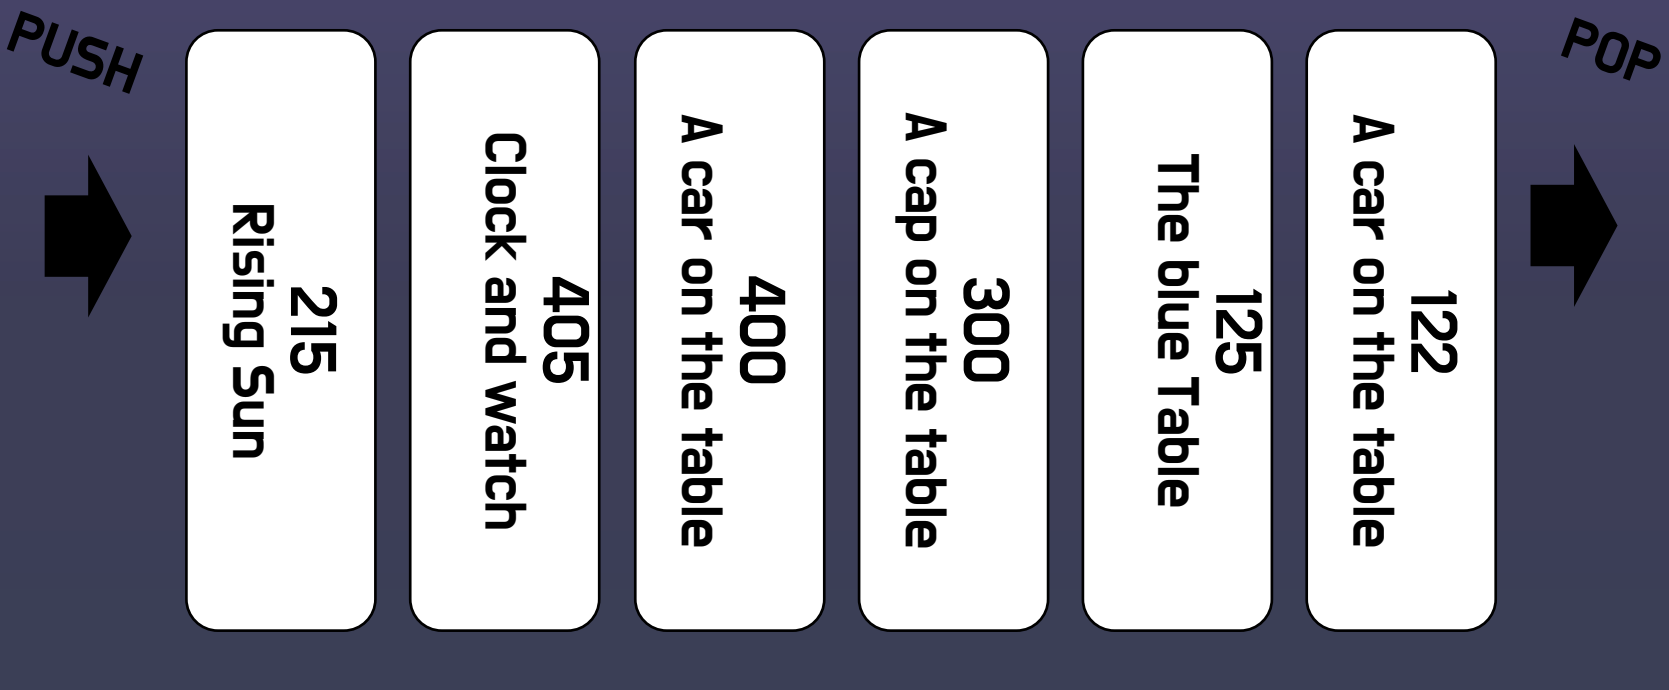 PUSH
215
Rising Sun
405
Clock and watch
400
A car on the table
300
A cap on the table
125
The blue Table
122
A car on the table
POP